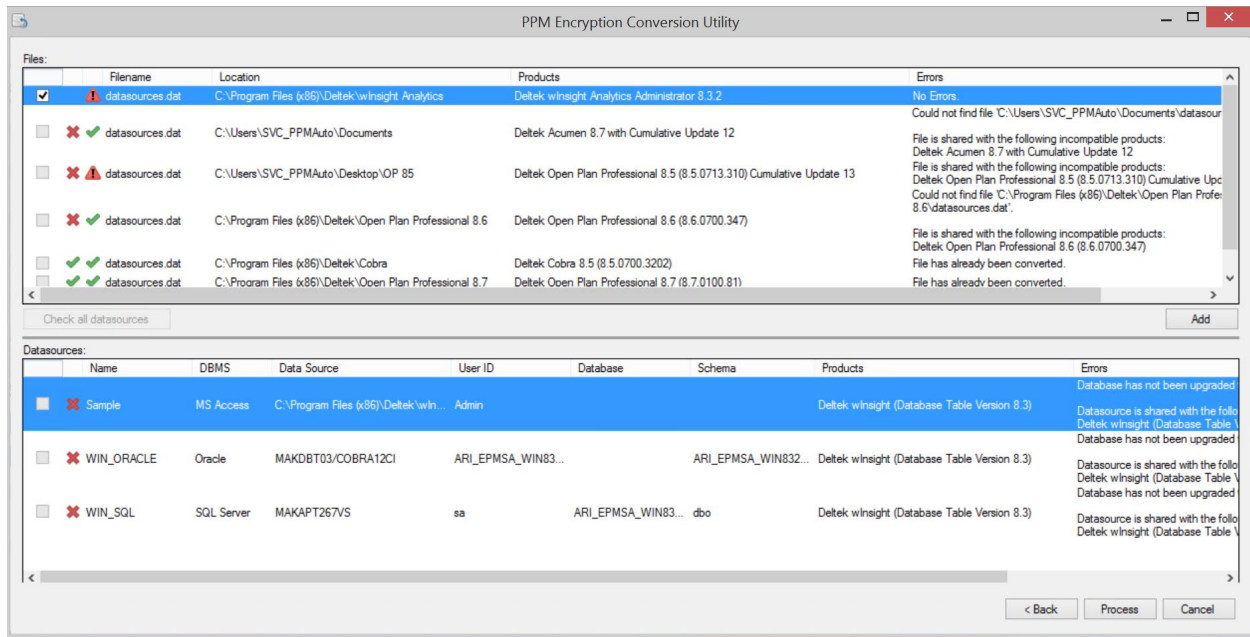 PPM Encryption Conversion Utility
Files:
Filename Location Products Errors
datasources.dat C:\Program Files (x86)\Deltek\wInsight Analytics Deltek wInsight Analytics Administrator 8.3.2 No Errors.
Could not find file 'C:\Users\SVC_PPMAuto\Documents\datasour
datasources.dat C:\Users\SVC_PPMAuto\Documents Deltek Acumen 8.7 with Cumulative Update 12
File is shared with the following incompatible products:
Deltek Acumen 8.7 with Cumulative Update 12
File is shared with the following incompatible products:
datasources.dat C:\Users\SVC_PPMAuto\Desktop\OP 85 Deltek Open Plan Professional 8.5 (8.5.0713.310) Cumulative Update 13
Deltek Open Plan Professional 8.5 (8.5.0713.310) Cumulative Upd
Could not find file 'C:\Program Files (x86)\Deltek\Open Plan Profes
8.6\datasources.dat'.
datasources.dat C:\Program Files (x86)\Deltek\Open Plan Professional 8.6 Deltek Open Plan Professional 8.6 (8.6.0700.347)
File is shared with the following incompatible products:
Deltek Open Plan Professional 8.6 (8.6.0700.347)
datasources.dat C:\Program Files (x86)\Deltek\Cobra Deltek Cobra 8.5 (8.5.0700.3202) File has already been converted.
datasources.dat C:\Program Files (x86)\Deltek\Open Plan Professional 8.7 Deltek Open Plan Professional 8.7 (8.7.0100.81) File has already been converted.
Check all datasources Add
Datasources:
Name DBMS Data Source User ID Database Schema Products Errors
Database has not been upgraded
Sample MS Access C:\Program Files (x86)\Deltek\wIn... Admin Deltek wInsight (Database Table Version 8.3)
Datasource is shared with the follo
Deltek wInsight (Database Table V
Database has not been upgraded
WIN_ORACLE Oracle MAKDBT03/COBRA12CI ARI_EPMSA_WIN83... ARI_EPMSA_WIN832... Deltek wInsight (Database Table Version 8.3)
Datasource is shared with the follo
Deltek wInsight (Database Table V
Database has not been upgraded
WIN_SQL SQL Server MAKAPT267VS sa ARI_EPMSA_WIN83... dbo Deltek wInsight (Database Table Version 8.3)
Datasource is shared with the follo
Deltek wInsight (Database Table V
< Back Process Cancel